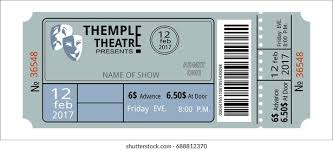 № 36548
THEMPLE
THEATRE
PRESENTS
12
feb
2017
NAME OF SHOW
ADMIT
ONE
12
feb
2017
6$ Advance 6.50$ At Door
Friday EVE. 8:00 P.M.
12
feb
2017
Friday EVE.
8:00 P.M.
6$ Advance
6.50$ At Door
№ 36548
shutterstock.com • 688812370